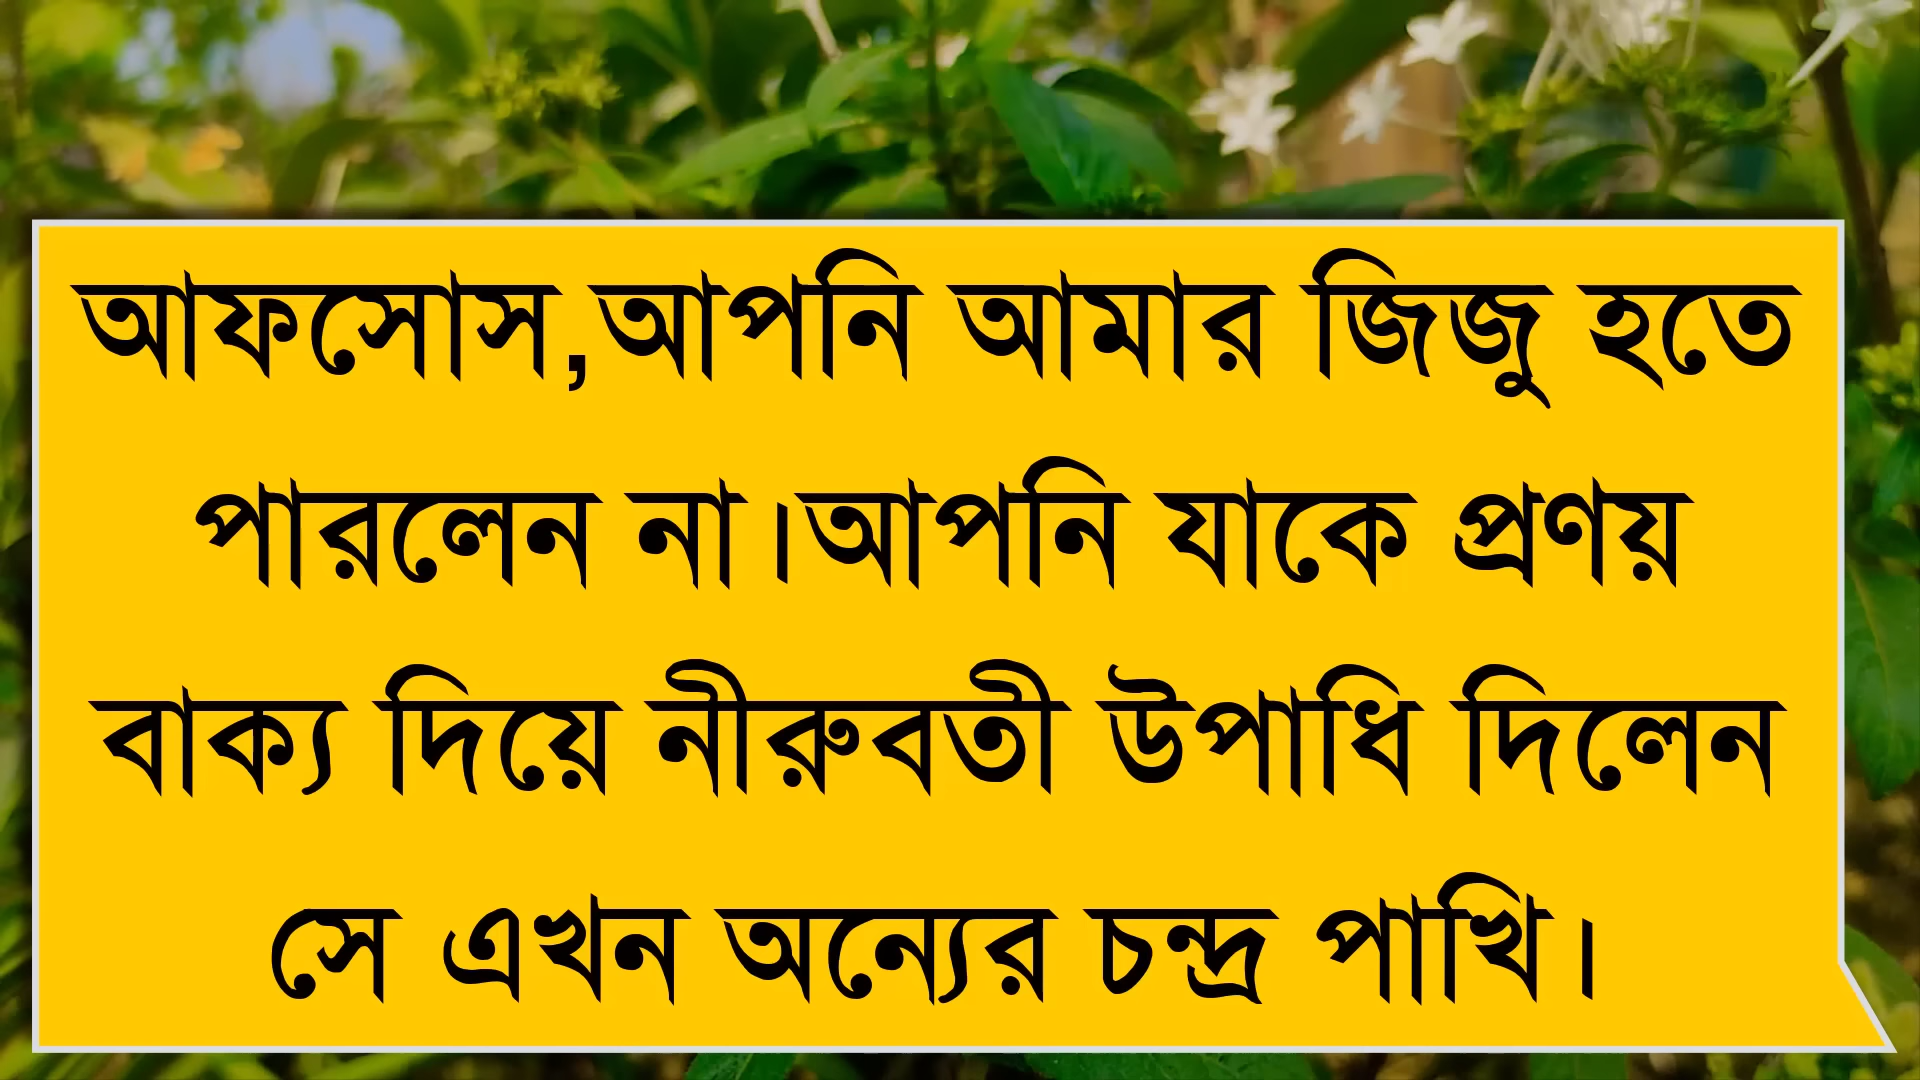 আফসোস,আপনি আমার জিজু হতে
পারলেন না।আপনি যাকে প্রণয়
বাক্য দিয়ে নীরুবতী উপাধি দিলেন
সে এখন অন্যের চন্দ্র পাখি।